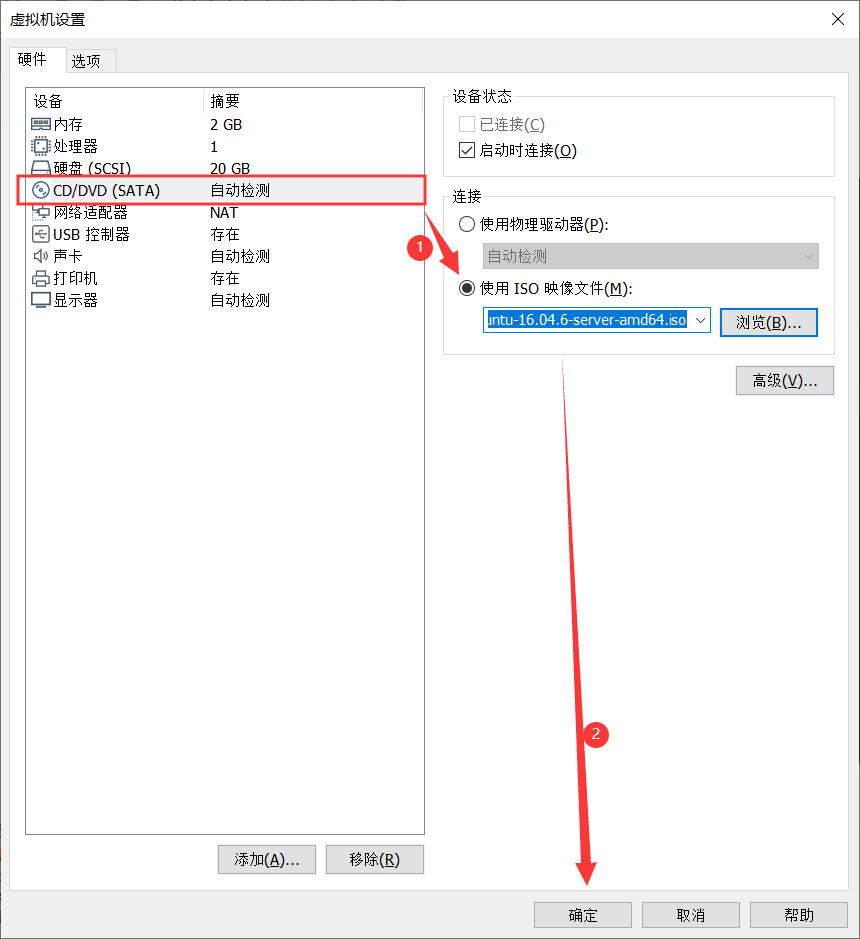 虚拟机设置
硬件 选项
设备 摘要
内存 2 GB
处理器 1
硬盘 (SCSI) 20 GB
CD/DVD (SATA) 自动检测
网络适配器 NAT
USB 控制器 存在
声卡 自动检测
打印机 存在
显示器 自动检测
添加(A)... 移除(R)
设备状态
已连接(C)
启动时连接(O)
连接
使用物理驱动器(P):
自动检测
1
使用 ISO 映像文件(M):
untu-16.04.6-server-amd64.iso 浏览(B)...
高级(V)...
2
确定 取消 帮助